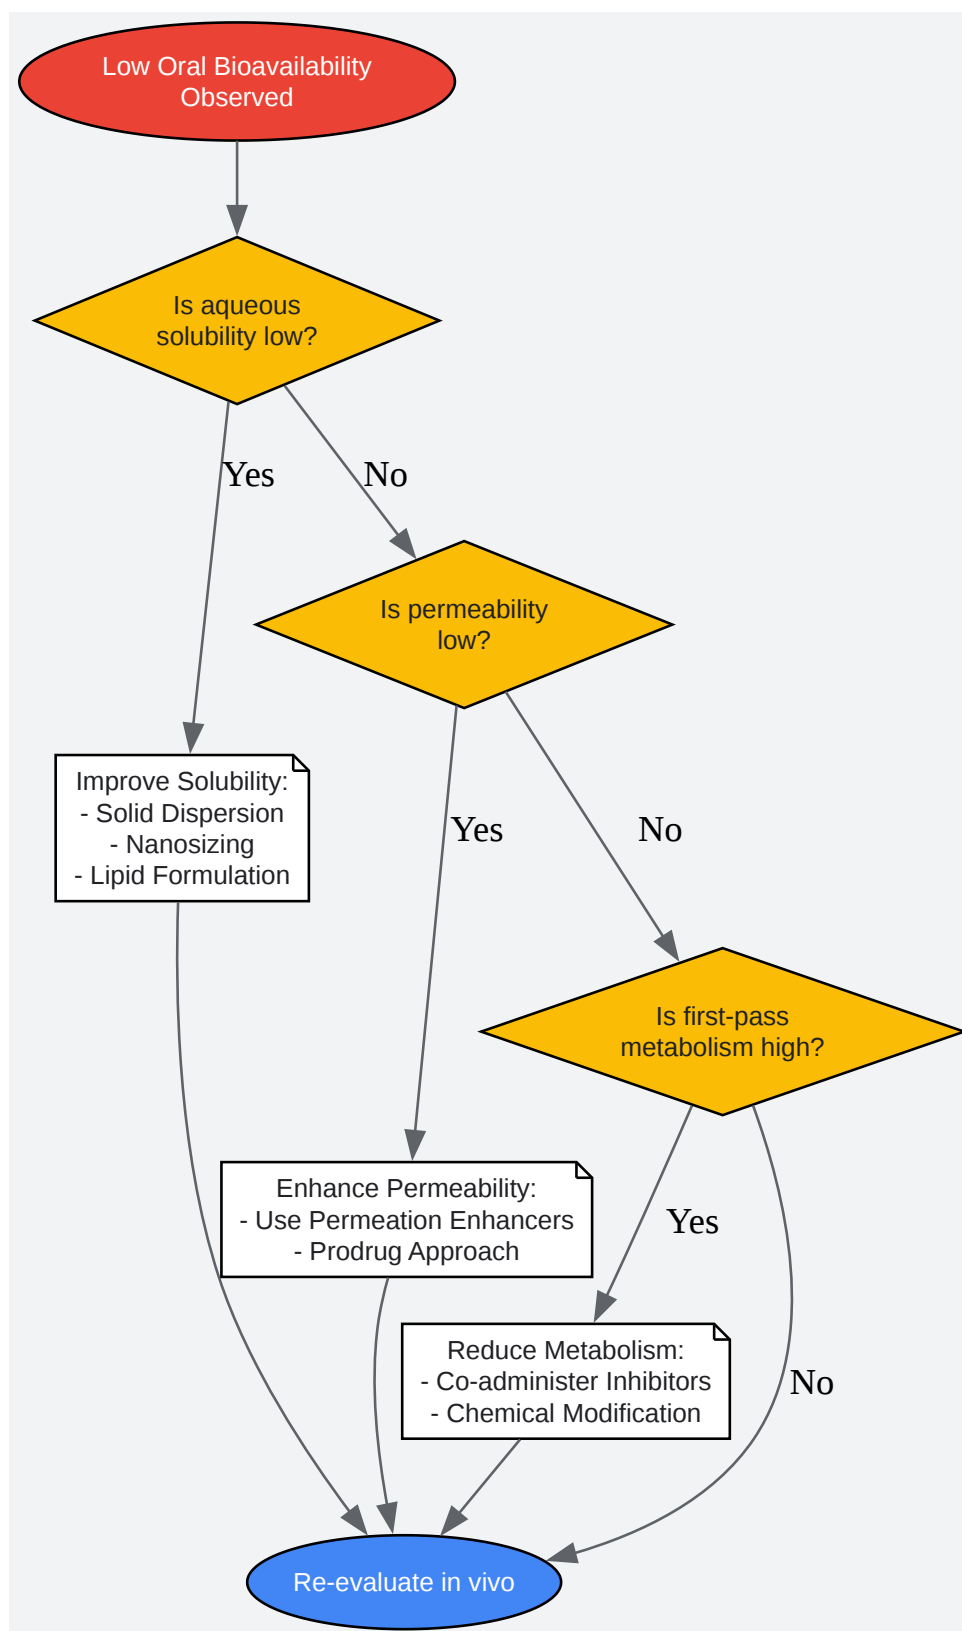 Low Oral Bioavailability
Observed
Is aqueous
solubility low?
Yes
No
Is permeability
low?
Improve Solubility:
- Solid Dispersion
- Nanosizing
- Lipid Formulation
Yes
No
Is first-pass
metabolism high?
Enhance Permeability:
- Use Permeation Enhancers
- Prodrug Approach
Yes
Reduce Metabolism:
- Co-administer Inhibitors
- Chemical Modification
No
Re-evaluate in vivo